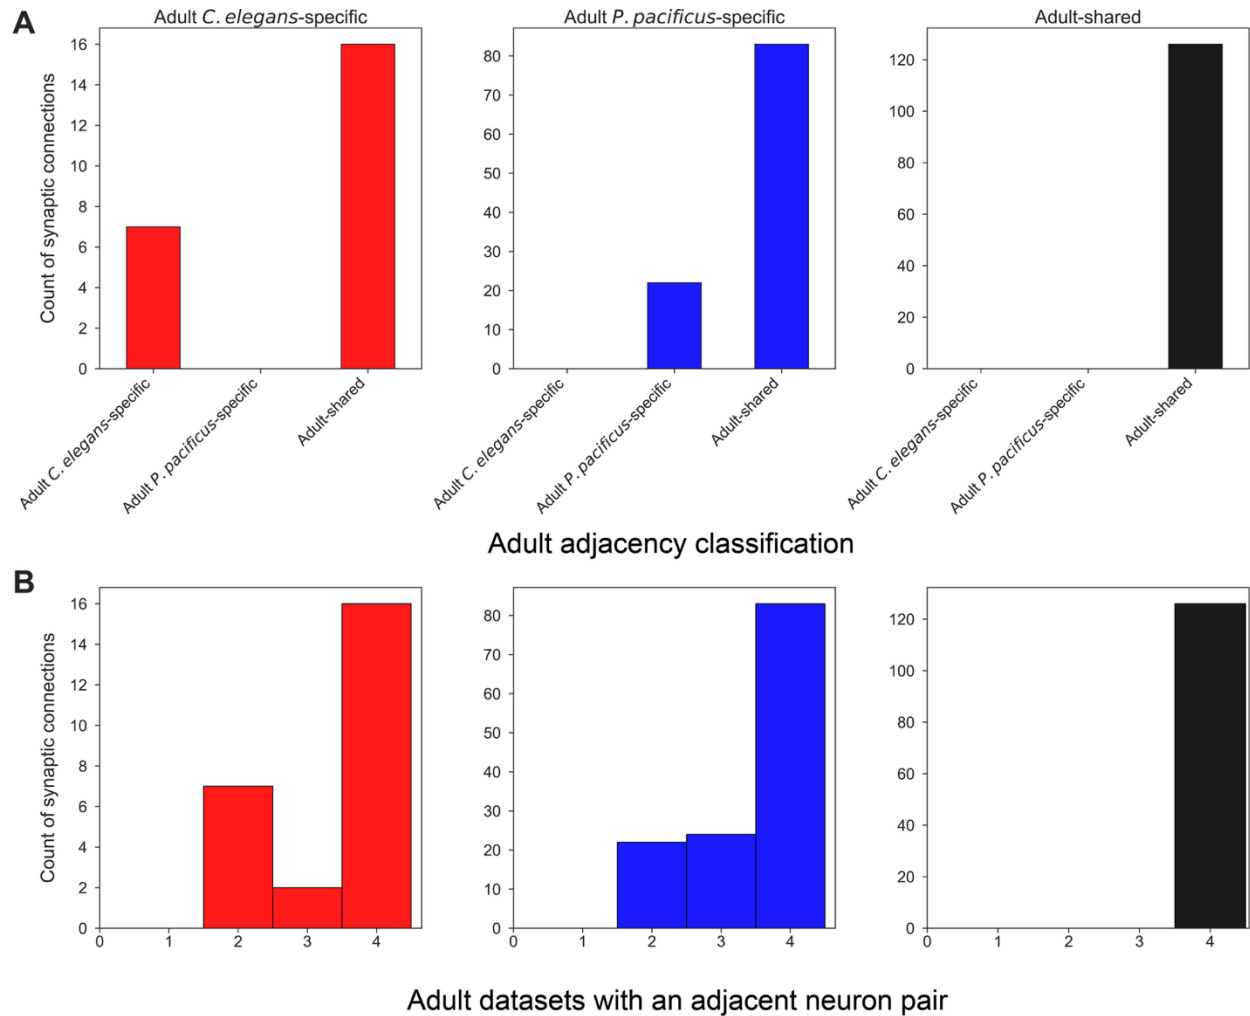 A
Adult C. elegans-specific
Adult P. pacificus-specific
Adult-shared
Count of synaptic connections
16
14
12
10
8
6
4
2
0
80
70
60
50
40
30
20
10
0
120
100
80
60
40
20
0
Adult C. elegans-specific
Adult P. pacificus-specific
Adult-shared
Adult C. elegans-specific
Adult P. pacificus-specific
Adult-shared
Adult C. elegans-specific
Adult P. pacificus-specific
Adult-shared
Adult adjacency classification
B
Count of synaptic connections
16
14
12
10
8
6
4
2
0
0 1 2 3 4
80
70
60
50
40
30
20
10
0
0 1 2 3 4
120
100
80
60
40
20
0
0 1 2 3 4
Adult datasets with an adjacent neuron pair